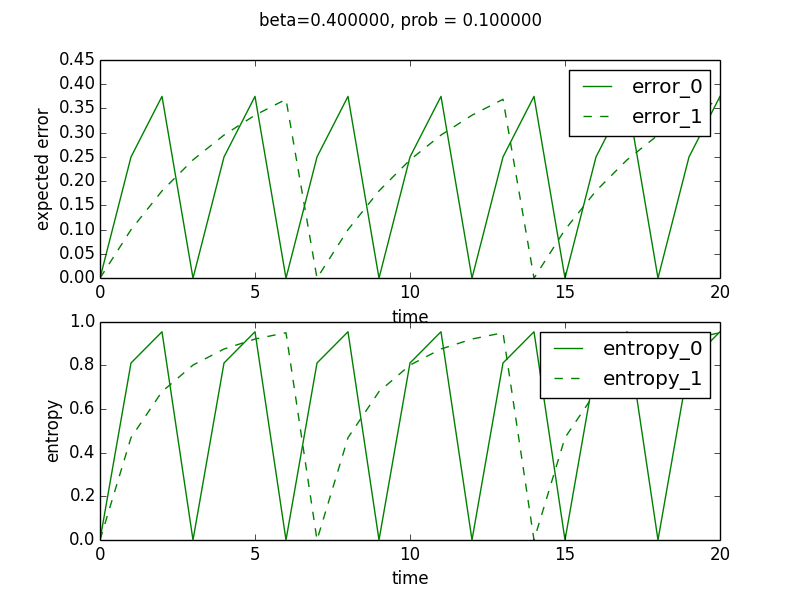 beta=0.400000, prob = 0.100000
0.45
0.40
0.35
0.30
0.25
0.20
0.15
0.10
0.05
0.00
expected error
error_0
error_1
0 5 10 15 20
time
1.0
0.8
0.6
0.4
0.2
0.0
entropy
entropy_0
entropy_1
0 5 10 15 20
time